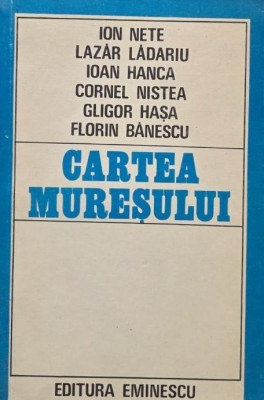 ION NETE
LAZĂR LĂDARIU
IOAN HANCA
CORNEL NISTEA
GLIGOR HAȘA
FLORIN BĂNESCU
CARTEA
MUREȘULUI
EDITURA EMINESCU